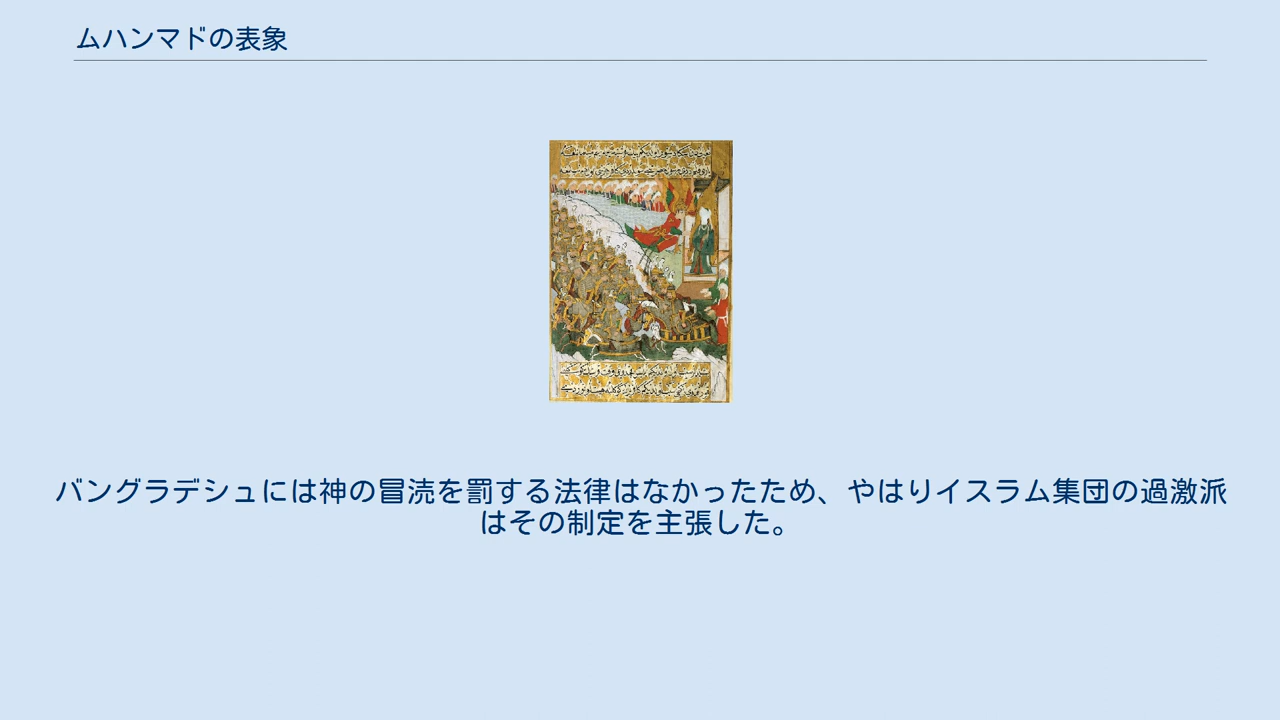 ムハンマドの表象
バングラデシュには神の冒涜を罰する法律はなかったため、やはりイスラム集団の過激派
はその制定を主張した。